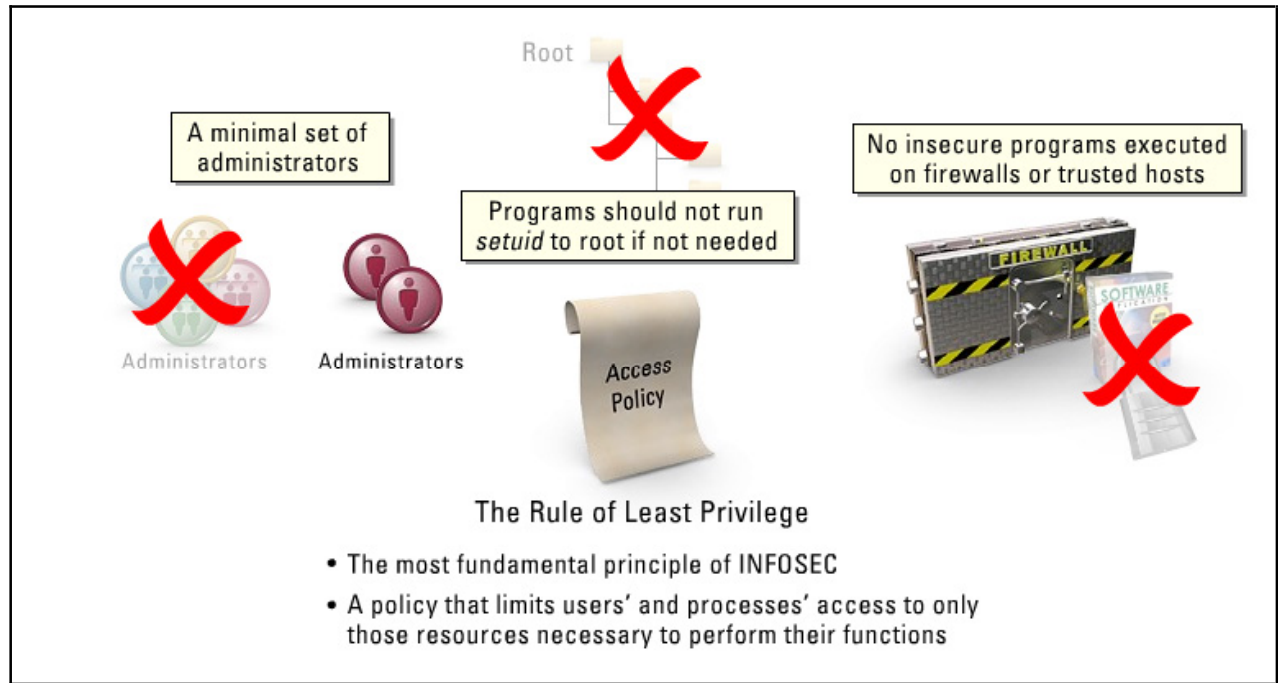 Root
A minimal set of
administrators
No insecure programs executed
on firewalls or trusted hosts
Programs should not run
setuid to root if not needed
FIREWALL
SOFTWARE
Administrators
Administrators
Access
Policy
The Rule of Least Privilege
• The most fundamental principle of INFOSEC
• A policy that limits users’ and processes’ access to only
those resources necessary to perform their functions